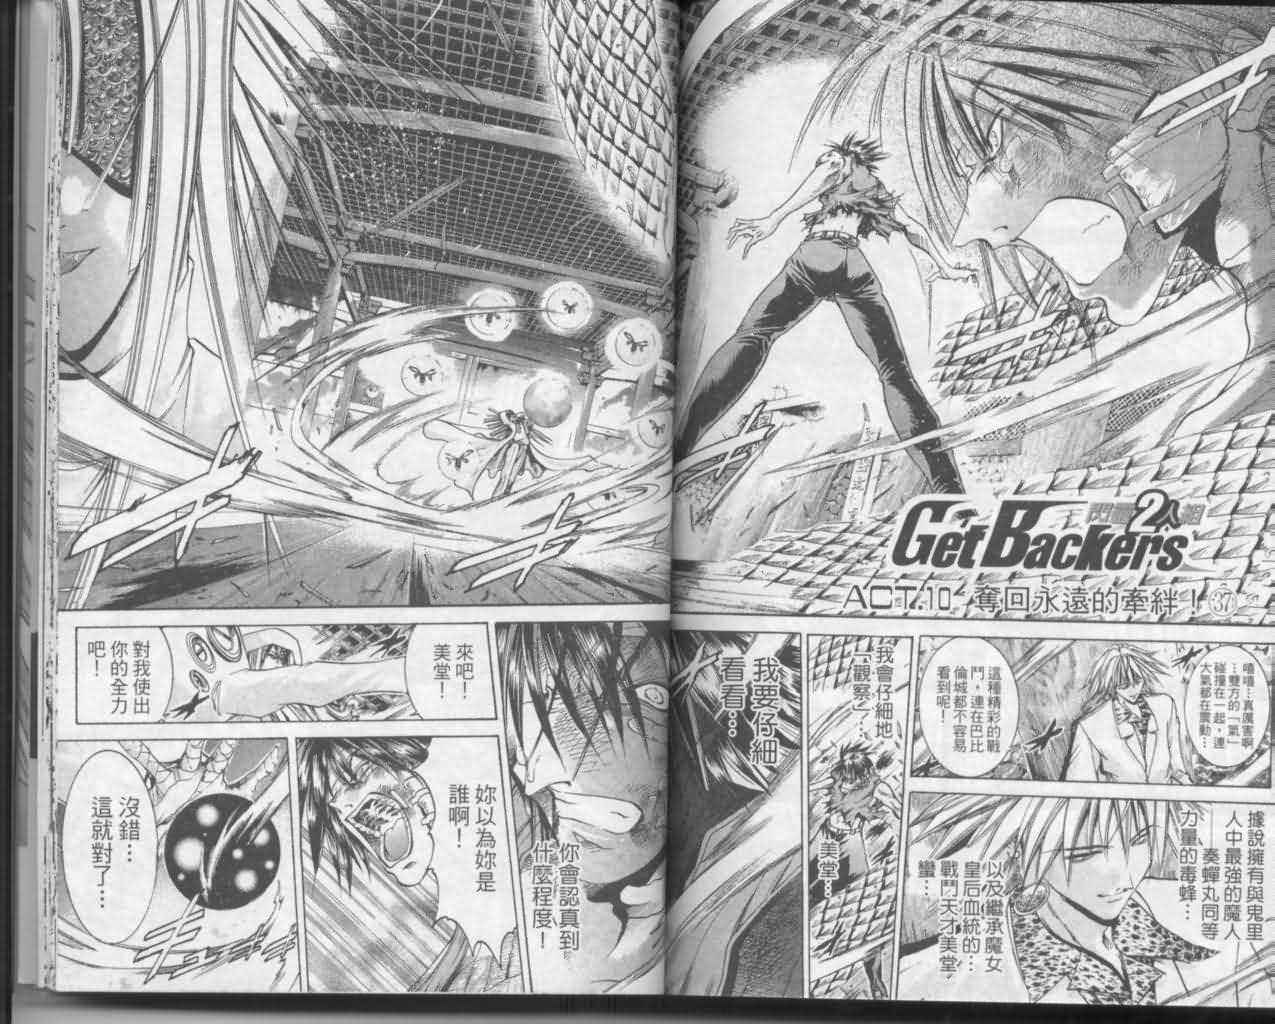 GetBackers
閃靈2人組
ACT.10 奪回永遠的牽絆！㊲
嘻嘻…真厲害啊
…雙方的「氣」
碰撞在一起，連
大氣都在震動…
這種精彩的戰
鬥，連在巴比
倫城都不容易
看到呢！
據說擁有與鬼里
人中最強的魔人
奏蟬丸同等
力量的毒蜂…
以及繼承魔女
皇后血統的…
戰鬥天才美堂
蠻…
我會仔細地
「觀察」！…
美堂…
我要仔細
看看…
你會認真到
什麼程度！
來吧！
美堂！
對我使出
你的全力
吧！
妳以為妳是
誰啊！
沒錯…
這就對了…